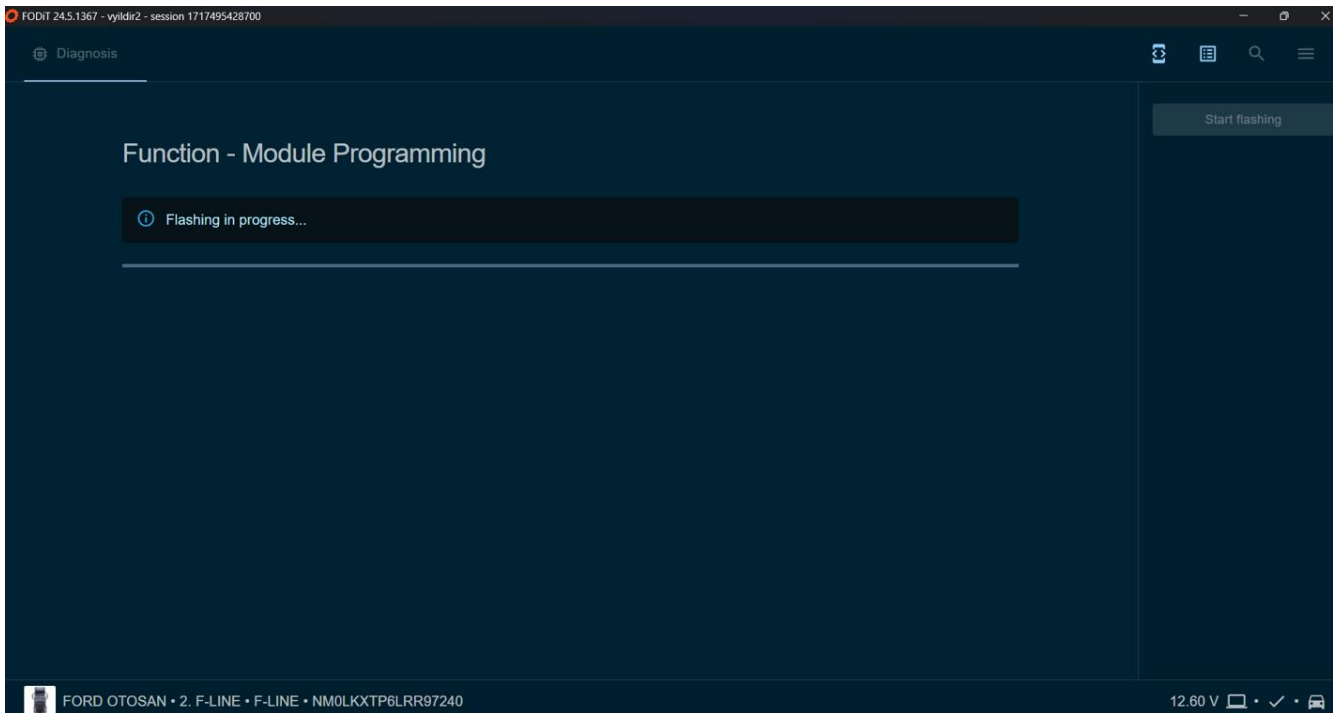 FODiT 24.5.1367 - vyildir2 - session 1717495428700
Diagnosis
Start flashing
Function - Module Programming
Flashing in progress...
FORD OTOSAN • 2. F-LINE • F-LINE • NM0LKXTP6LRR97240
12.60 V